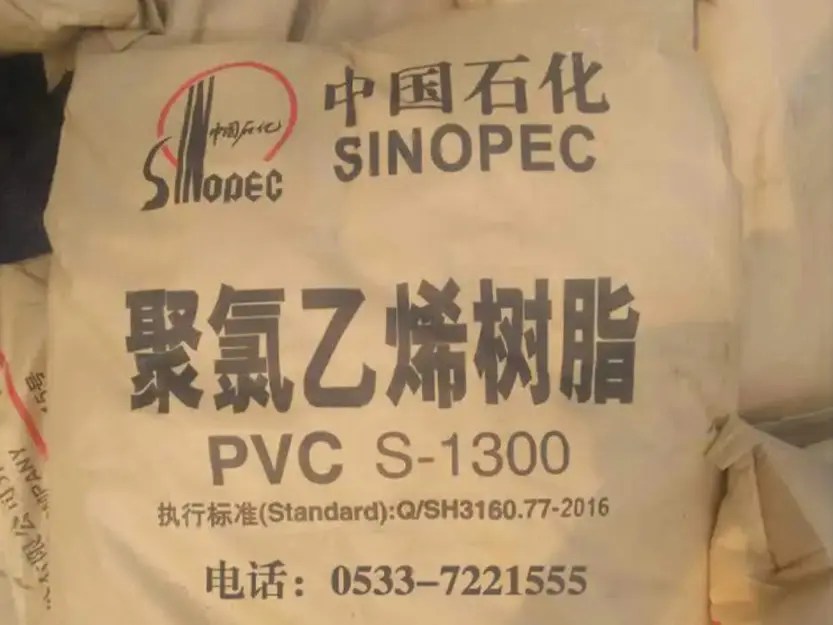 中国石化
SINOPEC
中国石化
SINOPEC
聚氯乙烯树脂
PVC S-1300
执行标准(Standard):Q/SH3160.77-2016
电话：0533-7221555
MPANY